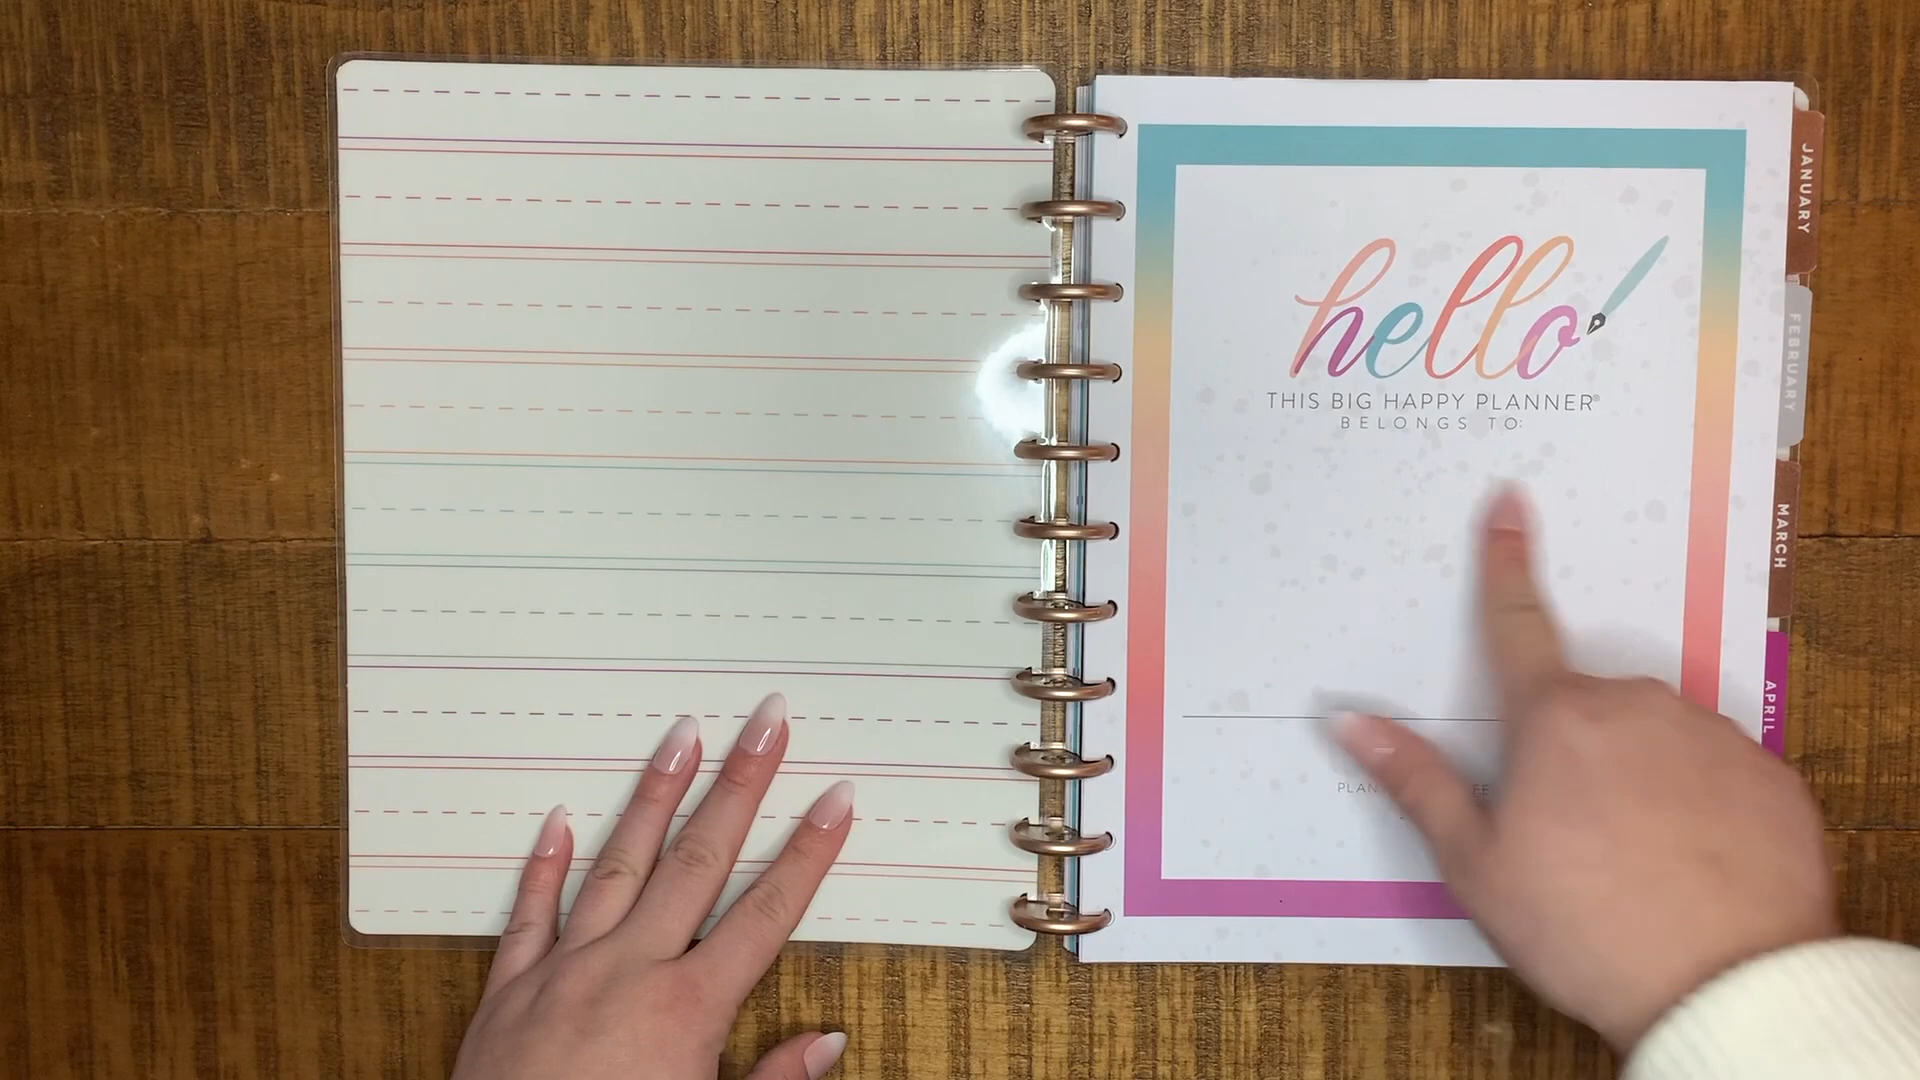 hello!
THIS BIG HAPPY PLANNER®
BELONGS TO:
JANUARY
FEBRUARY
MARCH
APRIL